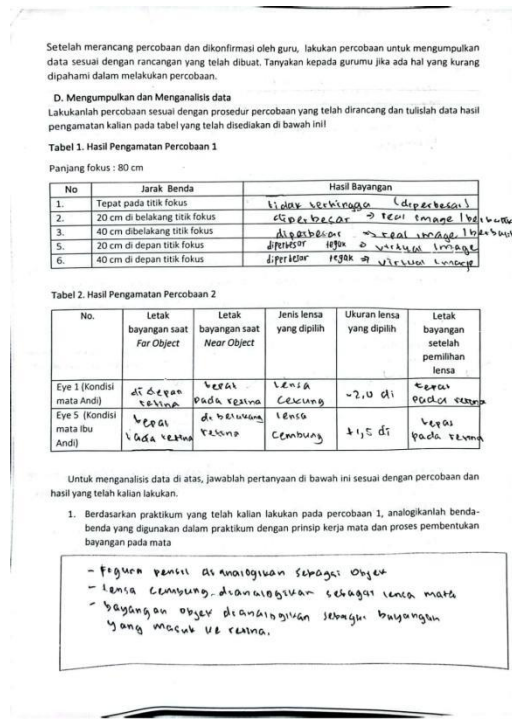 Setelah merancang percobaan dan dikonfirmasi oleh guru, lakukan percobaan untuk mengumpulkan
data sesuai dengan rancangan yang telah dibuat. Tanyakan kepada gurumu jika ada hal yang kurang
dipahami dalam melakukan percobaan.
D. Mengumpulkan dan Menganalisis data
Lakukanlah percobaan sesuai dengan prosedur percobaan yang telah dirancang dan tulislah data hasil
pengamatan kalian pada tabel yang telah disediakan di bawah ini!
Tabel 1. Hasil Pengamatan Percobaan 1
Panjang fokus : 80 cm
No Jarak Benda Hasil Bayangan
1. Tepat pada titik fokus tidak terhingga (diperbesar)
2. 20 cm di belakang titik fokus diperbesar → real image
3. 40 cm dibelakang titik fokus diperbesar → real image
5. 20 cm di depan titik fokus diperbesar tegak → virtual image
6. 40 cm di depan titik fokus diperbesar tegak → virtual image
Tabel 2. Hasil Pengamatan Percobaan 2
No. Letak bayangan saat Far Object Letak bayangan saat Near Object Jenis lensa yang dipilih Ukuran lensa yang dipilih Letak bayangan setelah pemilihan lensa
Eye 1 (Kondisi mata Andi) di depan retina tepat pada retina Lensa cekung -2,0 di tepat pada retina
Eye 5 (Kondisi mata Ibu Andi) tepat pada retina di belakang retina lensa cembung +1,5 di tepat pada retina
Untuk menganalisis data di atas, jawablah pertanyaan di bawah ini sesuai dengan percobaan dan
hasil yang telah kalian lakukan.
1. Berdasarkan praktikum yang telah kalian lakukan pada percobaan 1, analogikanlah benda-
benda yang digunakan dalam praktikum dengan prinsip kerja mata dan proses pembentukan
bayangan pada mata
- figura pensil sebagai objek
- Lensa cembung dianalogikan sebagai lensa mata
- bayangan objek dianalogikan sebagai bayangan
yang masuk ke retina.